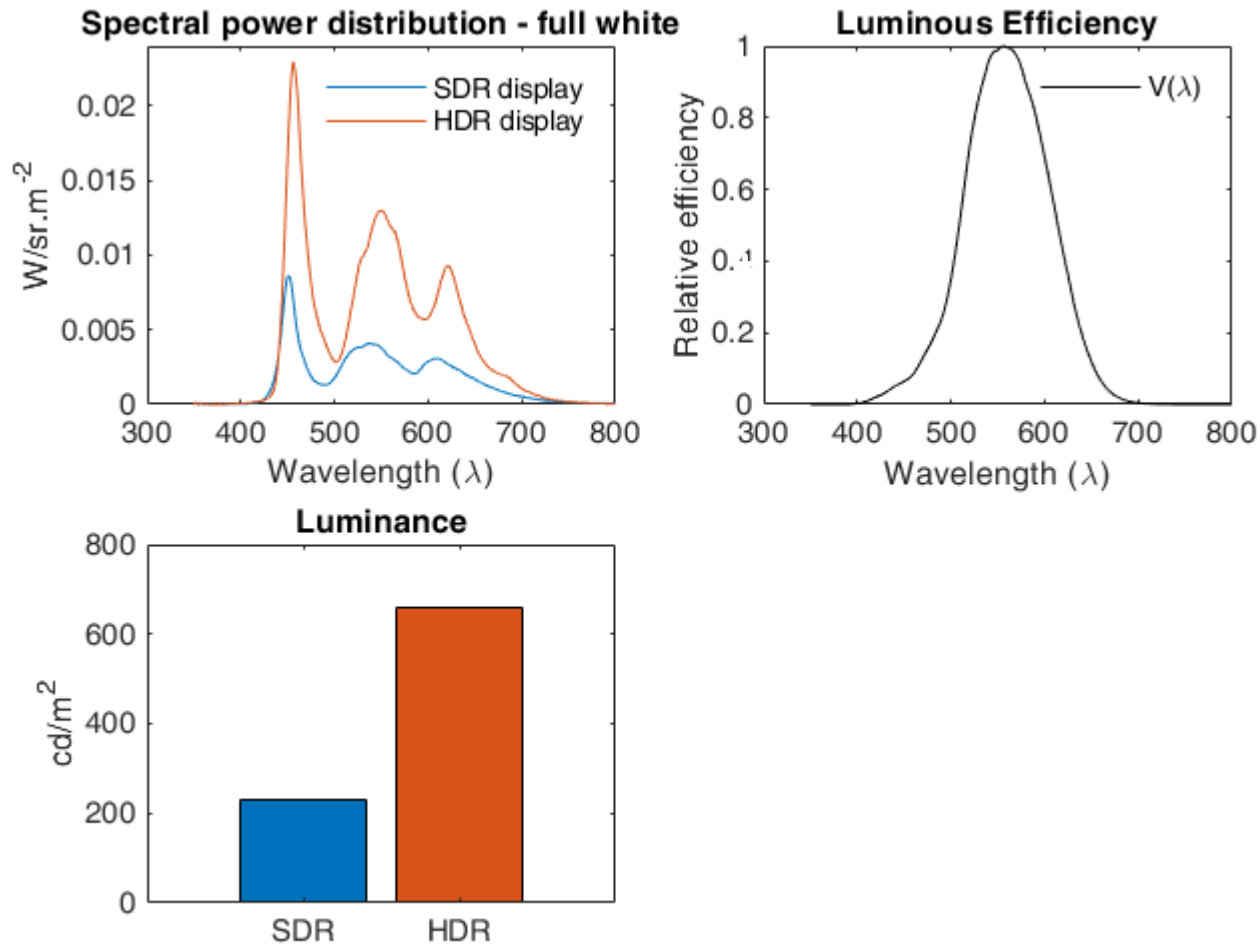 Spectral power distribution - full white
SDR display
HDR display
0.02
0.015
0.01
0.005
0
W/sr.m-2
300 400 500 600 700 800
Wavelength (λ)
Luminous Efficiency
V(λ)
1
0.8
0.6
0.4
0.2
0
Relative efficiency
300 400 500 600 700 800
Wavelength (λ)
Luminance
800
600
400
200
0
cd/m2
SDR HDR